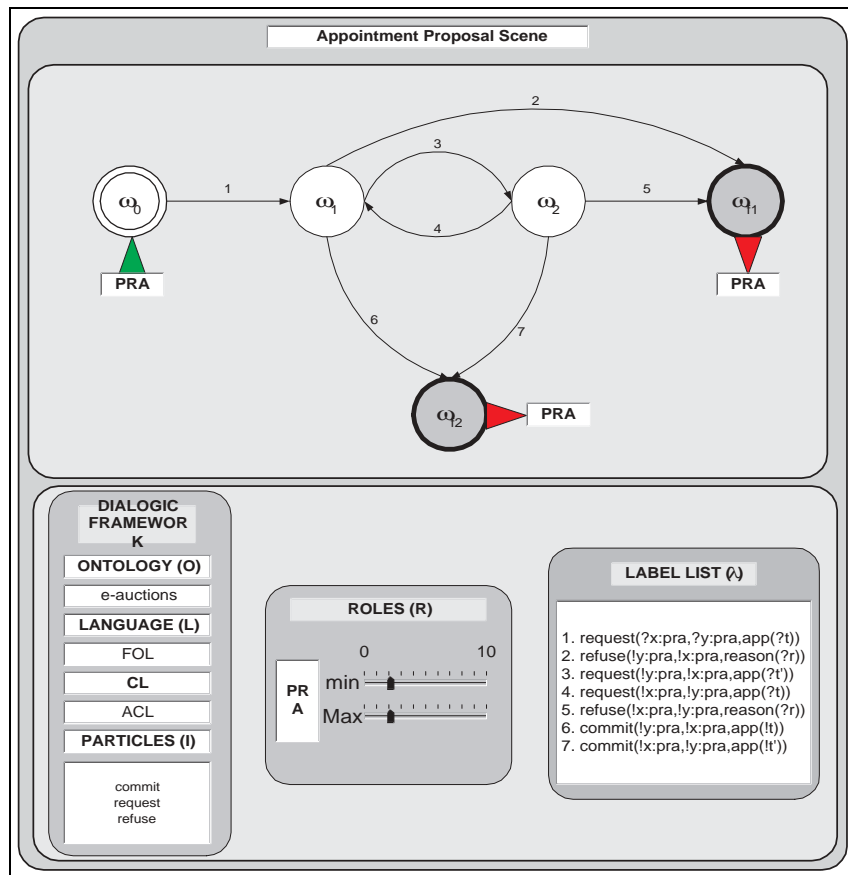 Appointment Proposal Scene
2
3
1
5
ω0
ω1
ω2
ωf1
4
PRA
PRA
6
7
ωf2
PRA
DIALOGIC
FRAMEWOR
K
ONTOLOGY (O)
e-auctions
LANGUAGE (L)
FOL
CL
ACL
PARTICLES (I)
commit
request
refuse
ROLES (R)
0 10
PR
A
min
Max
LABEL LIST (λ)
1. request(?x:pra,?y:pra,app(?t))
2. refuse(!y:pra,!x:pra,reason(?r))
3. request(!y:pra,!x:pra,app(?t')) 
4. request(!x:pra,!y:pra,app(?t))
5. refuse(!x:pra,!y:pra,reason(?r))
6. commit(!y:pra,!x:pra,app(!t))
7. commit(!x:pra,!y:pra,app(!t'))